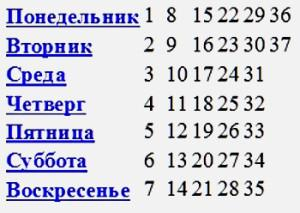 Понедельник 1 8 15 22 29 36
Вторник 2 9 16 23 30 37
Среда 3 10 17 24 31
Четверг 4 11 18 25 32
Пятница 5 12 19 26 33
Суббота 6 13 20 27 34
Воскресенье 7 14 21 28 35